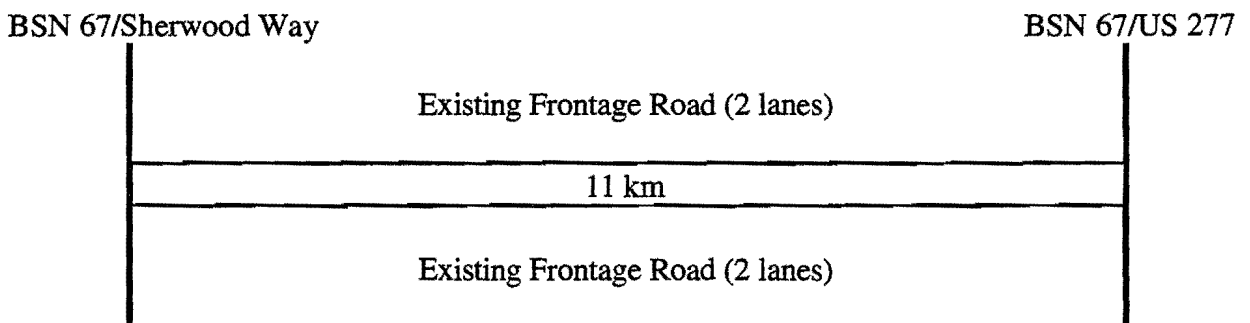 BSN 67/Sherwood Way
BSN 67/US 277
Existing Frontage Road (2 lanes)
11 km
Existing Frontage Road (2 lanes)